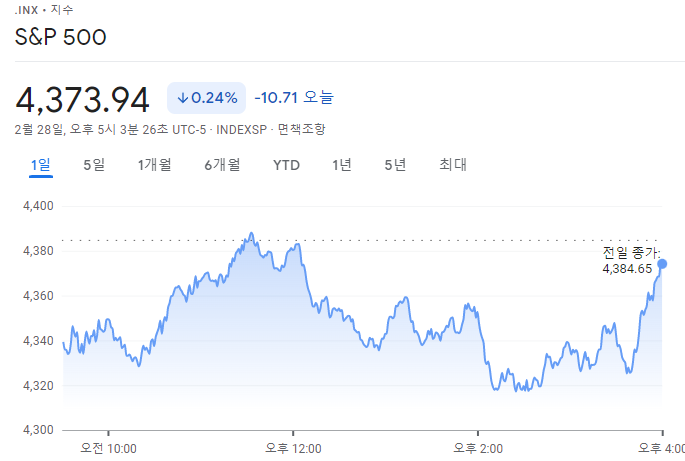 .INX • 지수
S&P 500
4,373.94 ↓0.24% -10.71 오늘
2월 28일, 오후 5시 3분 26초 UTC-5 · INDEXSP · 면책조항
1일 5일 1개월 6개월 YTD 1년 5년 최대
4,400
4,380
4,360
4,340
4,320
4,300
전일 종가:
4,384.65
오전 10:00 오후 12:00 오후 2:00 오후 4:00